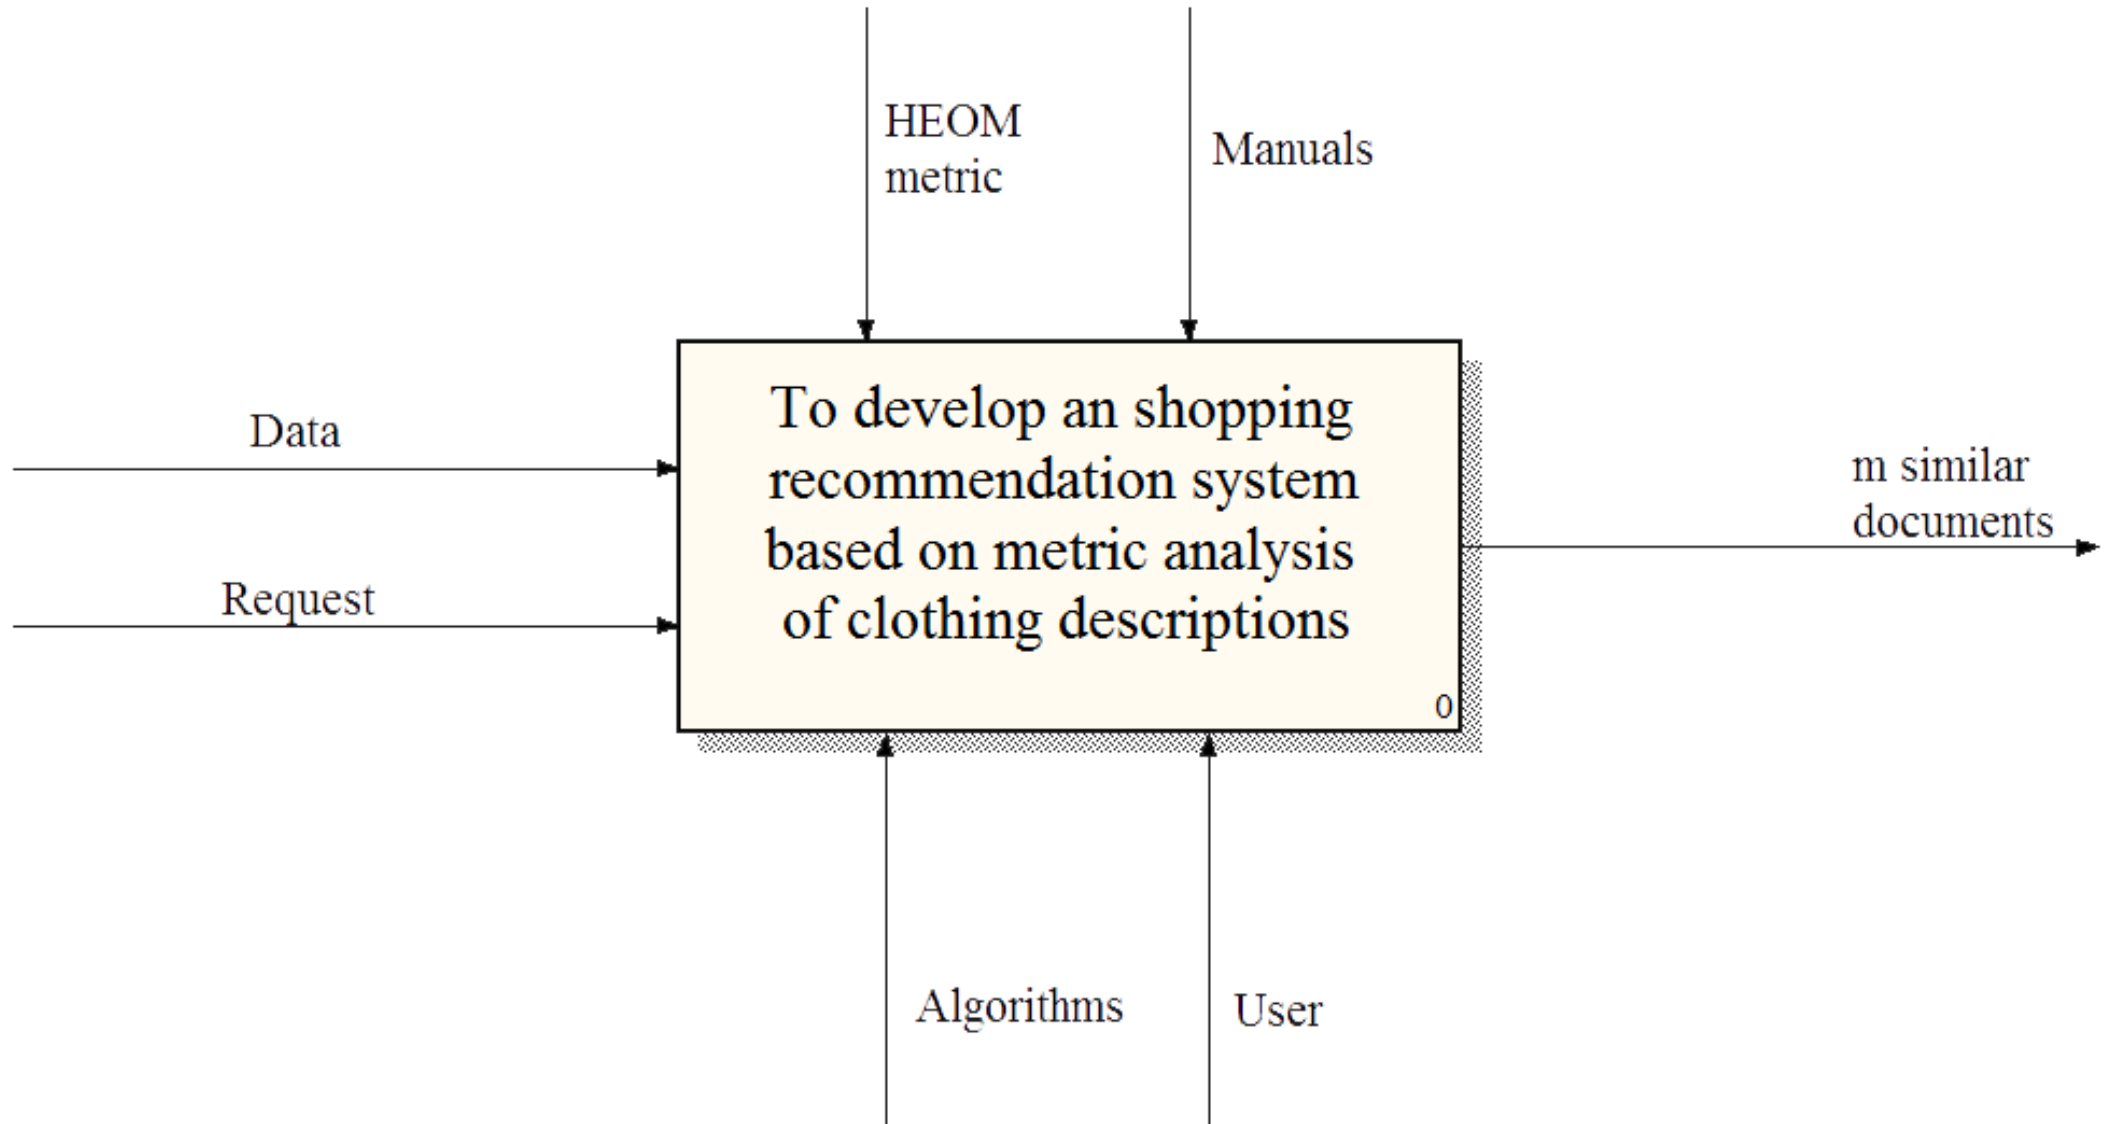 HEOM
metric
Manuals
Data
Request
To develop an shopping
recommendation system
based on metric analysis
of clothing descriptions
0
m similar
documents
Algorithms
User